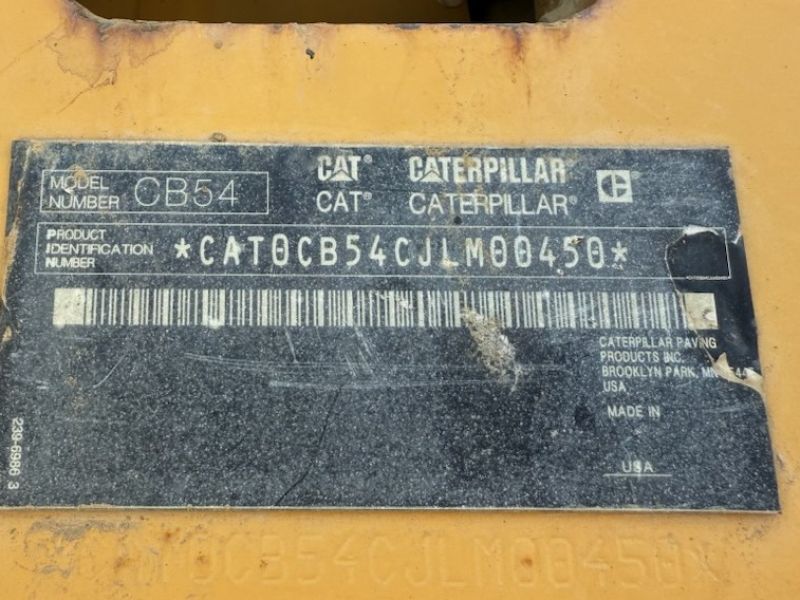 MODEL NUMBER CB54
CAT® CATERPILLAR
CAT® CATERPILLAR®
PRODUCT IDENTIFICATION NUMBER *CAT0CB54CJLM00450*
CATERPILLAR PAVING
PRODUCTS INC.
BROOKLYN PARK,
USA
MADE IN
USA
239-6986 3
0CB54CJLM00450